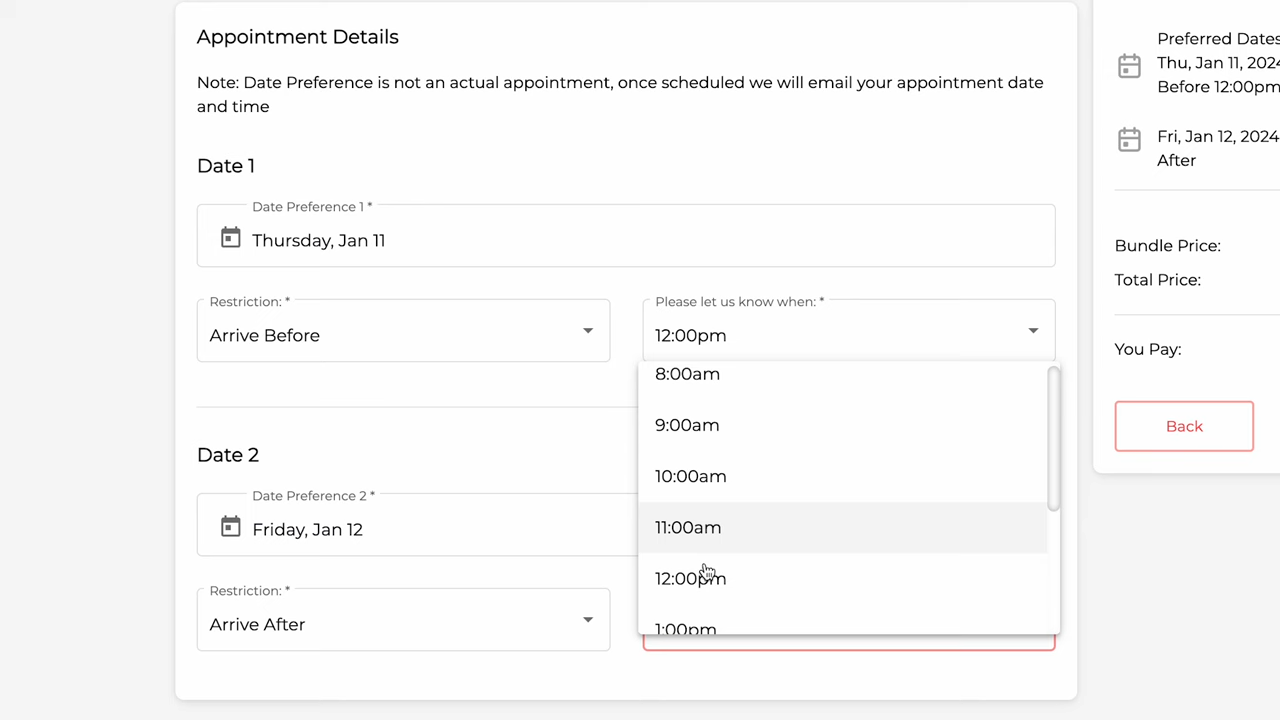 Appointment Details
Note: Date Preference is not an actual appointment, once scheduled we will email your appointment date
and time
Date 1
Date Preference 1 *
Thursday, Jan 11
Restriction: *
Arrive Before
Please let us know when: *
12:00pm
8:00am
9:00am
10:00am
11:00am
12:00pm
1:00pm
Date 2
Date Preference 2 *
Friday, Jan 12
Restriction: *
Arrive After
Preferred Dates
Thu, Jan 11, 2024
Before 12:00pm
Fri, Jan 12, 2024
After
Bundle Price:
Total Price:
You Pay:
Back